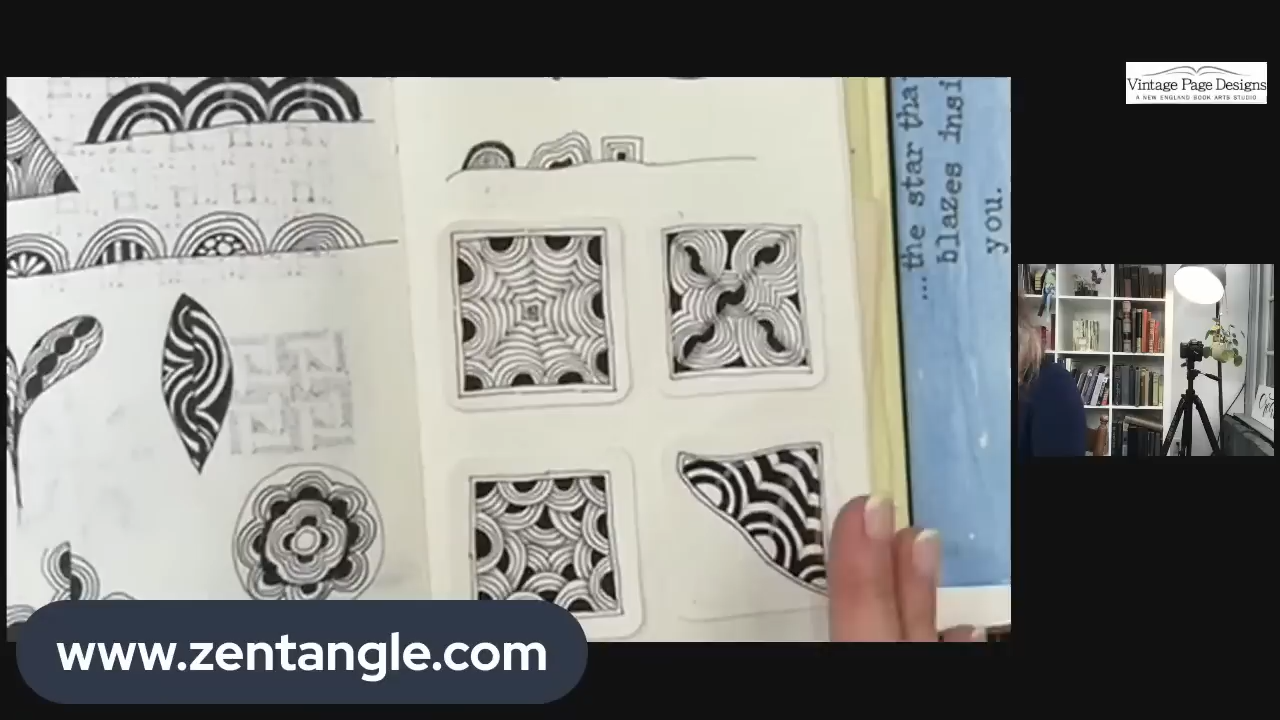 Vintage Page Designs
A NEW ENGLAND BOOK ARTS STUDIO
... the star tha
blazes insi
you.
www.zentangle.com